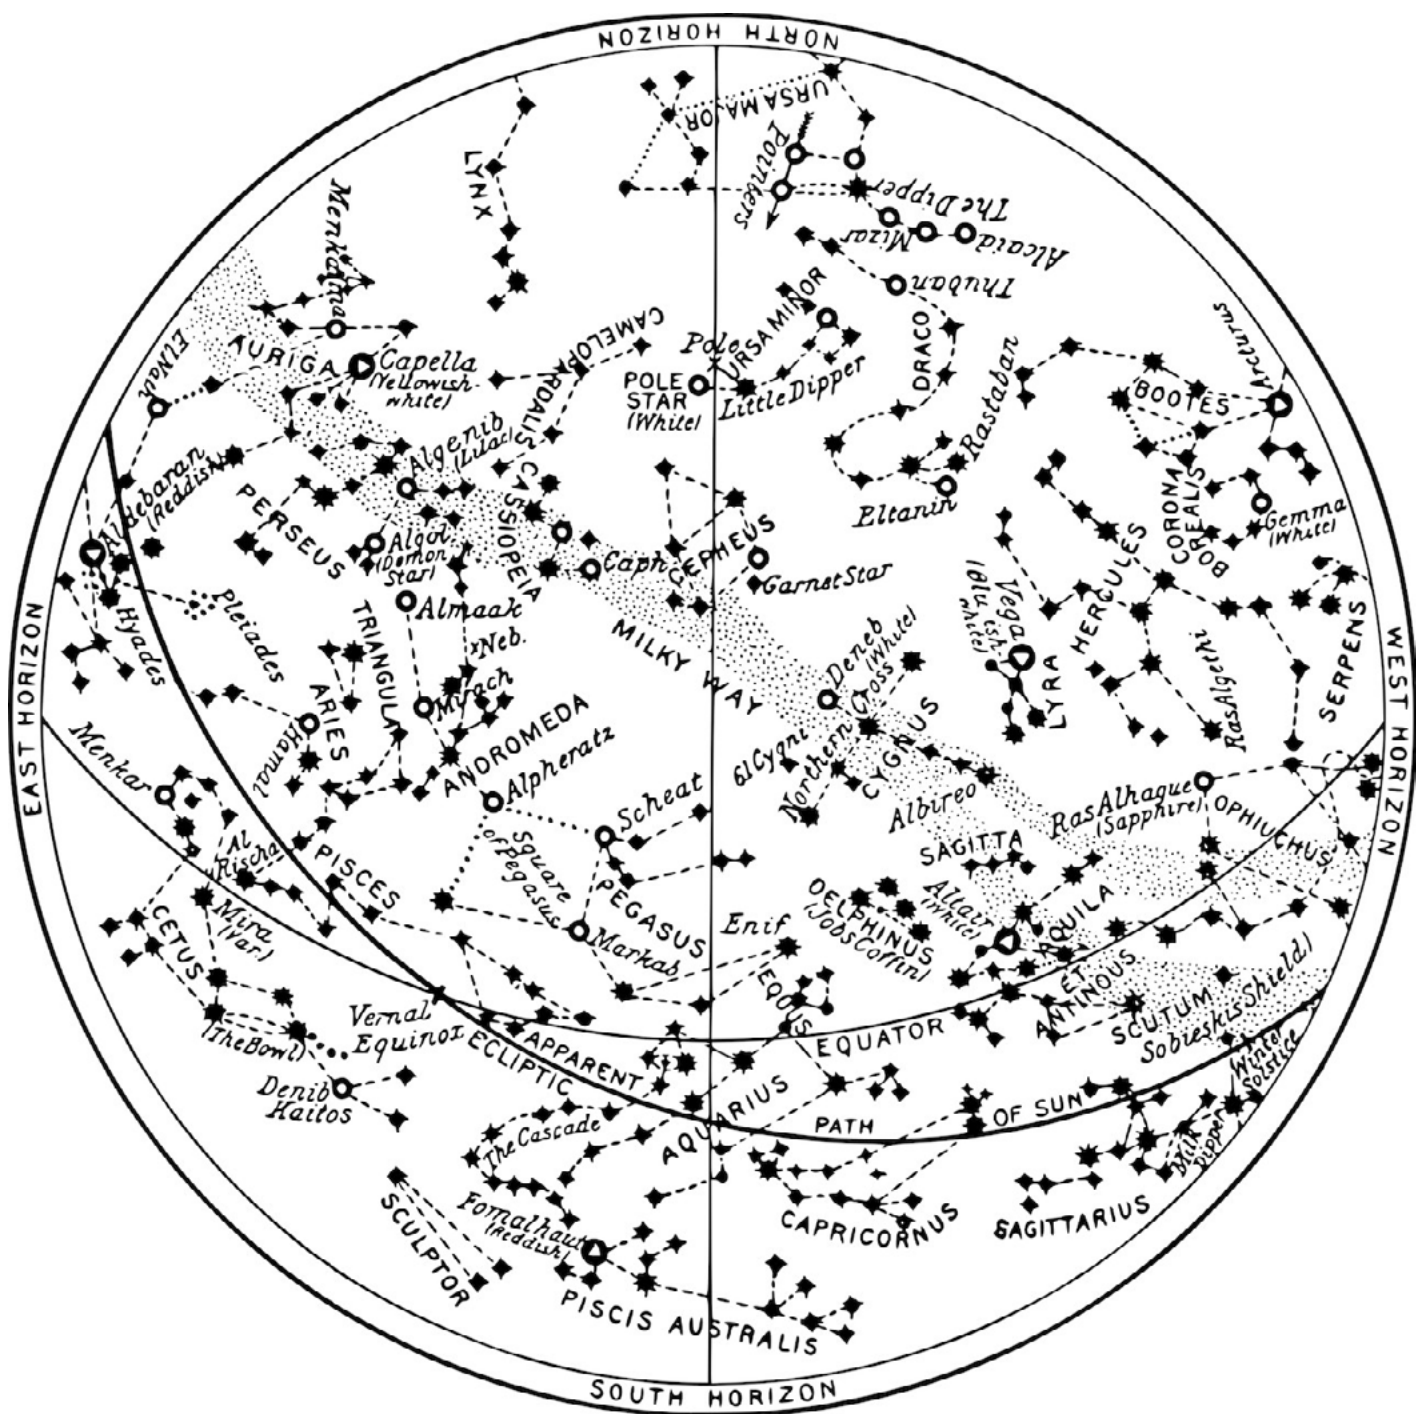 NORTH HORIZON
URSA MAJOR
Pointers
LYNX
Menkalina
The Dipper
Mizar
Alcaid
Thuban
CAMELOPARDALIS
URSA MINOR
Pole
DRACO
Arcturus
El Nath
AURIGA
Capella
(Yellowish
white)
POLE
STAR
(White)
Little Dipper
Rastaban
BOOTES
Algenib
(Lilac)
Aldebaran
(Reddish)
PERSEUS
CASSIOPEIA
Eltanin
CORONA
BOREALIS
Gemma
(White)
Algol
(Demon
Star)
Caph
CEPHEUS
Garnet Star
HERCULES
Vega
(Bluish
white)
Almaak
Pleiades
Hyades
TRIANGULA
Neb.
MILKY WAY
Deneb
(White)
LYRA
Ras Algethi
SERPENS
EAST HORIZON
WEST HORIZON
ARIES
Hamal
Mirach
ANDROMEDA
Northern Cross
CYGNUS
61 Cygni
Menkar
Alpheratz
Scheat
Albireo
Ras Alhague
(Sapphire)
OPHIUCHUS
Al
Rischa
PISCES
Square
of Pegasus
PEGASUS
SAGITTA
Altair
(White)
DELPHINUS
(Jobs Coffin)
AQUILA
ET
ANTINOUS
CETUS
Mira
(Var.)
Markab
Enif
EQUUS
SCUTUM
Sobieskis Shield)
(The Bowl)
Vernal
Equinox
EQUATOR
Winter
Solstice
ECLIPTIC
APPARENT
PATH
OF SUN
Denib
Kaitos
AQUARIUS
The Cascade
Milk
Dipper
SCULPTOR
Fomalhaut
(Reddish)
CAPRICORNUS
SAGITTARIUS
PISCIS AUSTRALIS
SOUTH HORIZON